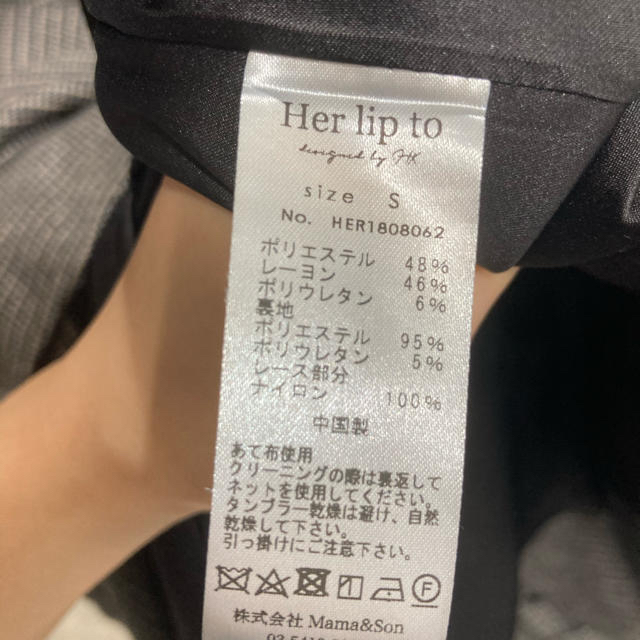 Her lip to
designed by HK
size S
No. HER1808062
ポリエステル 48%
レーヨン 46%
ポリウレタン 6%
裏地
ポリエステル 95%
ポリウレタン 5%
レース部分
ナイロン 100%
中国製
あて布使用
クリーニングの際は裏返して
ネットを使用してください。
タンブラー乾燥は避け、自然
乾燥して下さい。
引っ掛けにご注意下さい。
株式会社 Mama&Son